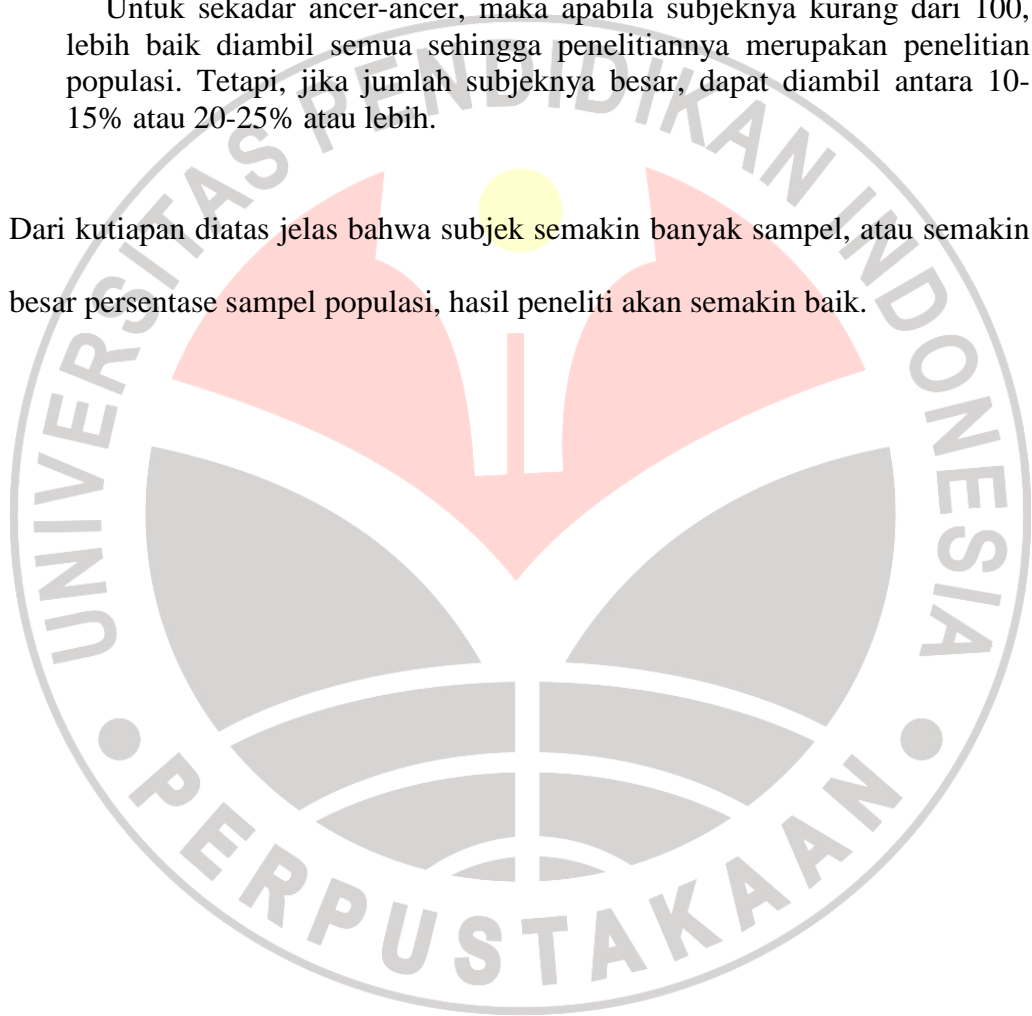 Untuk sekadar ancer-ancer, maka apabila subjeknya kurang dari 100,
lebih baik diambil semua sehingga penelitiannya merupakan penelitian
populasi. Tetapi, jika jumlah subjeknya besar, dapat diambil antara 10-
15% atau 20-25% atau lebih.
Dari kutiapan diatas jelas bahwa subjek semakin banyak sampel, atau semakin
besar persentase sampel populasi, hasil peneliti akan semakin baik.
UNIVERSITAS PENDIDIKAN INDONESIA
PERPUSTAKAAN